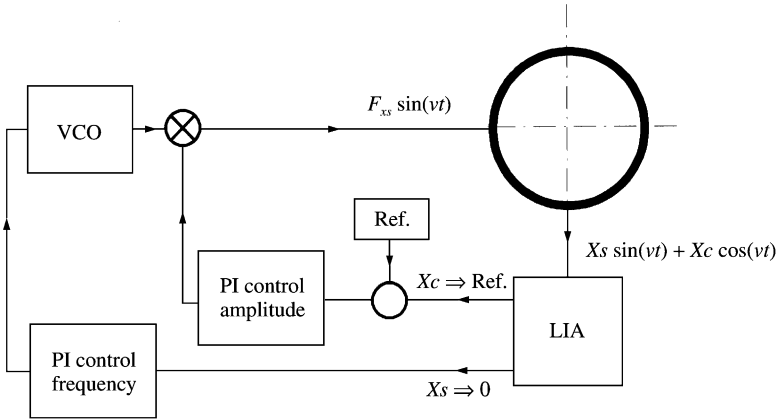 F_xs sin(νt)
VCO
Ref.
Xs sin(νt) + Xc cos(νt)
Xc ⇒ Ref.
PI control
amplitude
LIA
PI control
frequency
Xs ⇒ 0